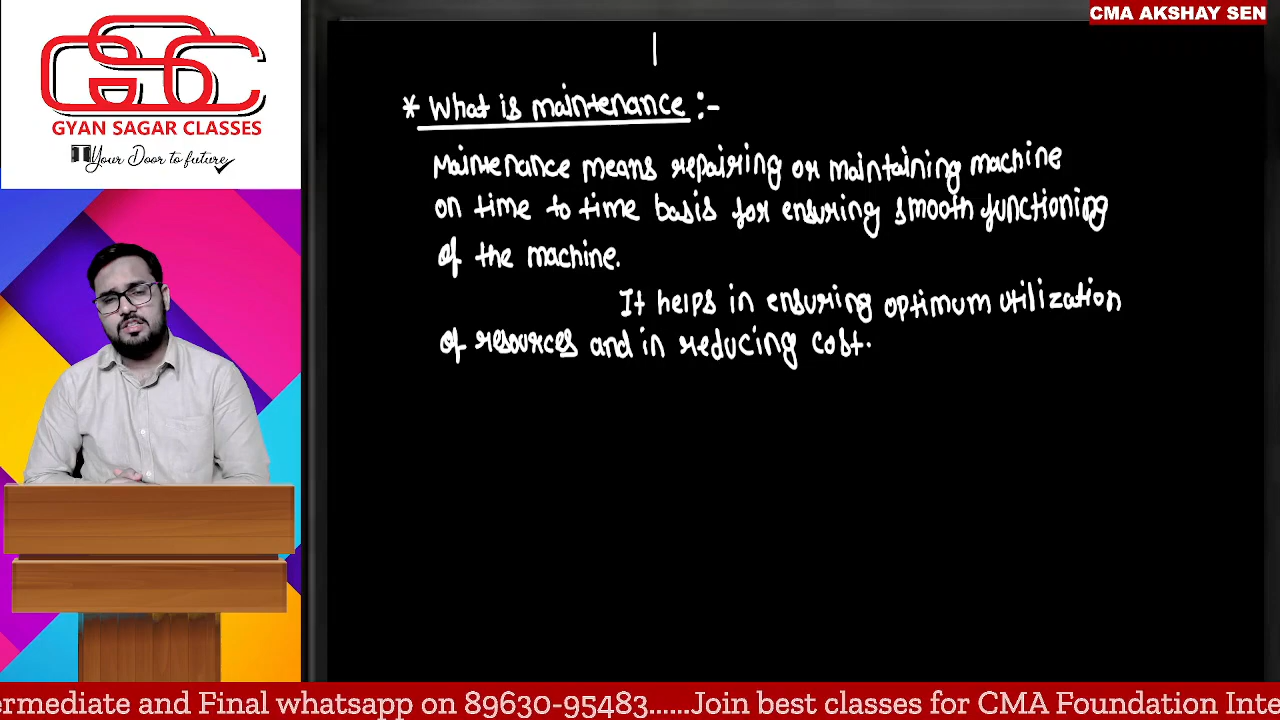 CMA AKSHAY SEN
GSC
GYAN SAGAR CLASSES
Your Door to future
* What is maintenance :-
Maintenance means repairing or maintaining machine
on time to time basis for ensuring smooth functioning
of the machine.
It helps in ensuring optimum utilization
of resources and in reducing cost.
ermediate and Final whatsapp on 89630-95483......Join best classes for CMA Foundation Inte